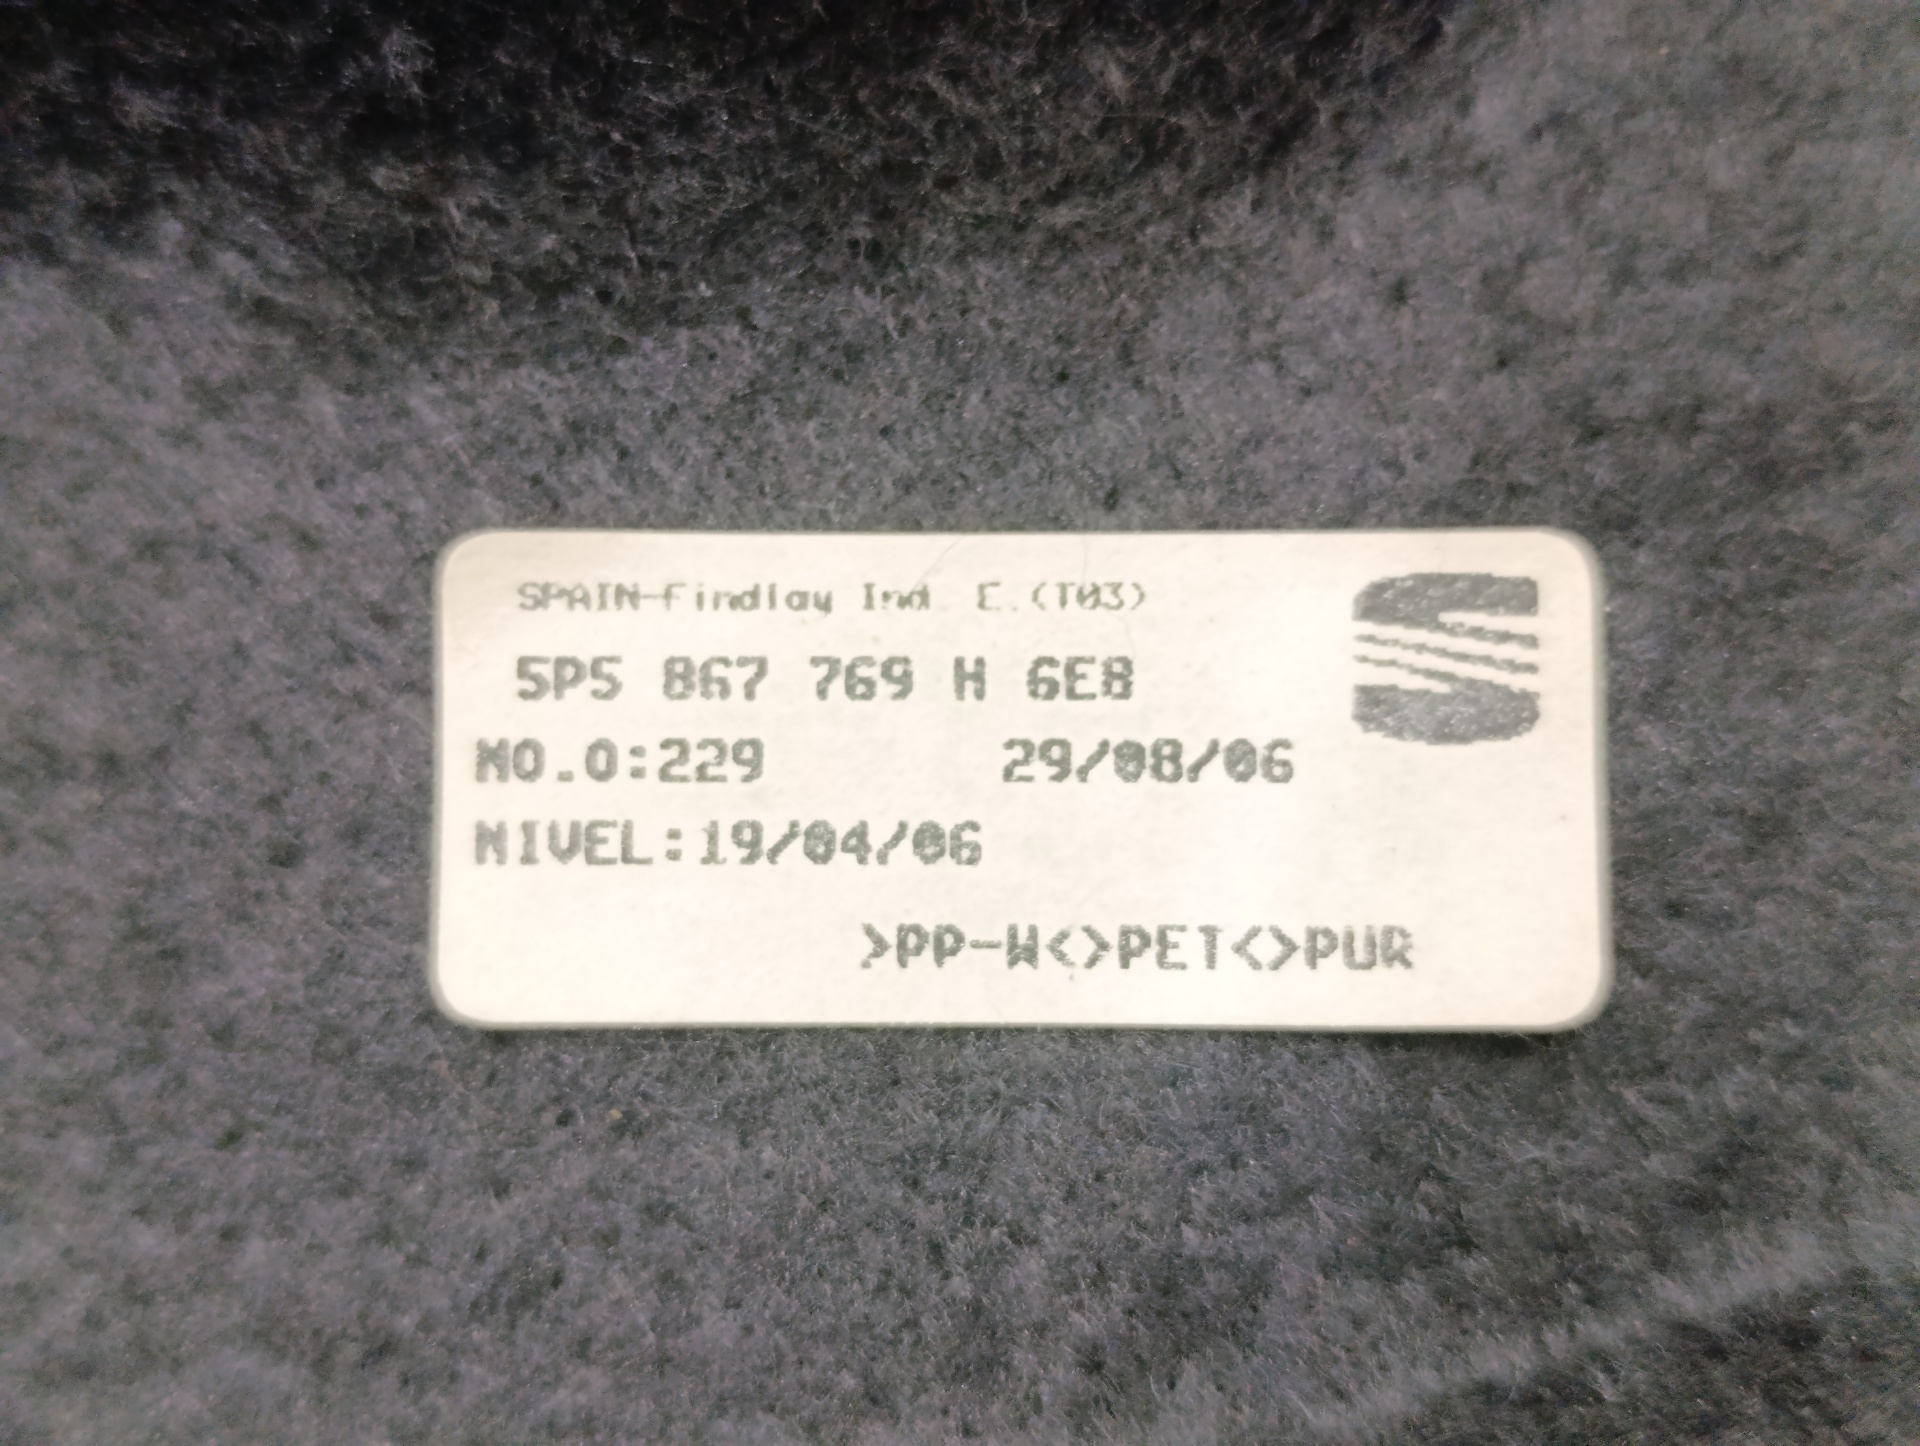 SPAIN-Findlay Ind. E.(T03)
5P5 867 769 H 6E8
NO.O:229 29/08/06
NIVEL:19/04/06
>PP-W<>PET<>PUR